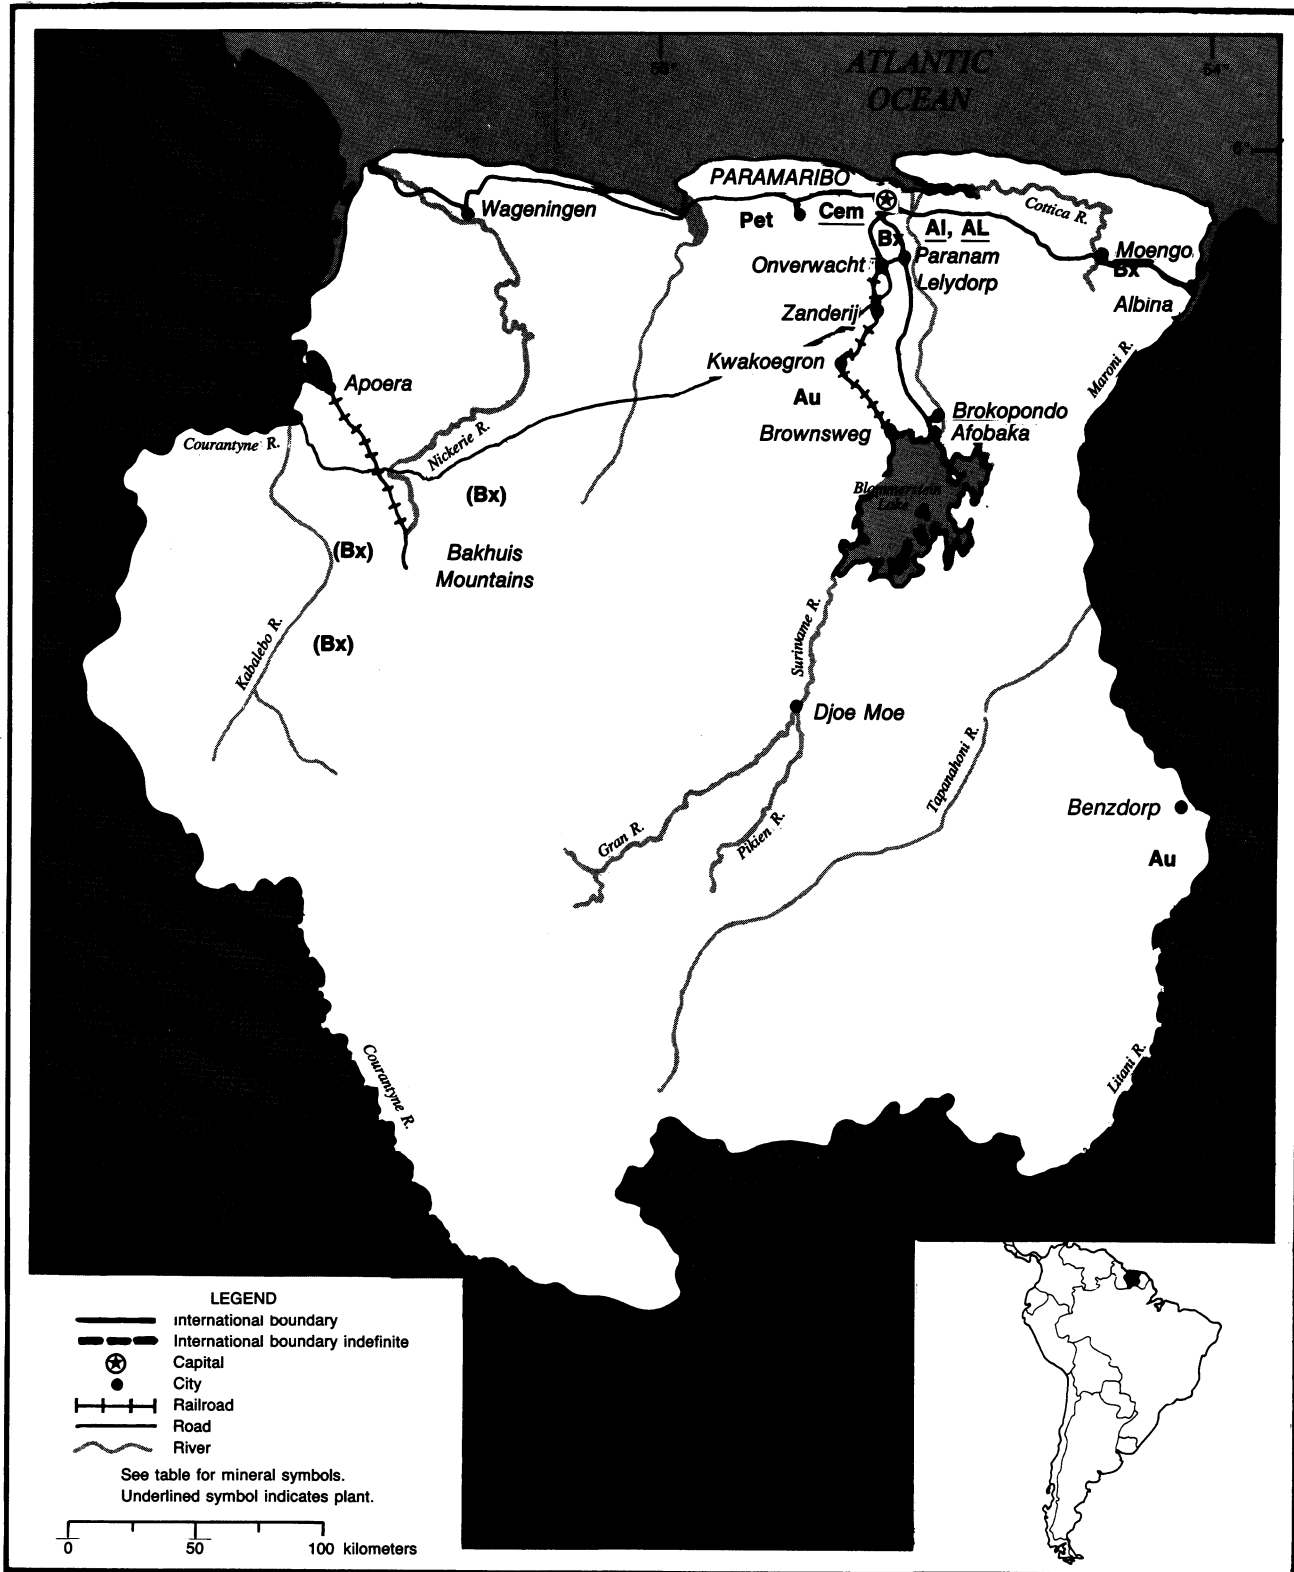 ATLANTIC
OCEAN
56°
54°
6°
PARAMARIBO
Wageningen
Pet
Cem
Bx
Al, AL
Cottica R.
Moengo
Bx
Onverwacht
Paranam
Lelydorp
Albina
Zanderij
Maroni R.
Kwakoegron
Apoera
Au
Brokopondo
Brownsweg
Afobaka
Courantyne R.
Nickerie R.
(Bx)
Blommerstein
Lake
(Bx)
Bakhuis
Mountains
Kabalebo R.
(Bx)
Suriname R.
Djoe Moe
Tapanahoni R.
Benzdorp
Gran R.
Pikien R.
Au
Courantyne R.
Litani R.
LEGEND
International boundary
International boundary indefinite
Capital
City
Railroad
Road
River
See table for mineral symbols.
Underlined symbol indicates plant.
0 50 100 kilometers